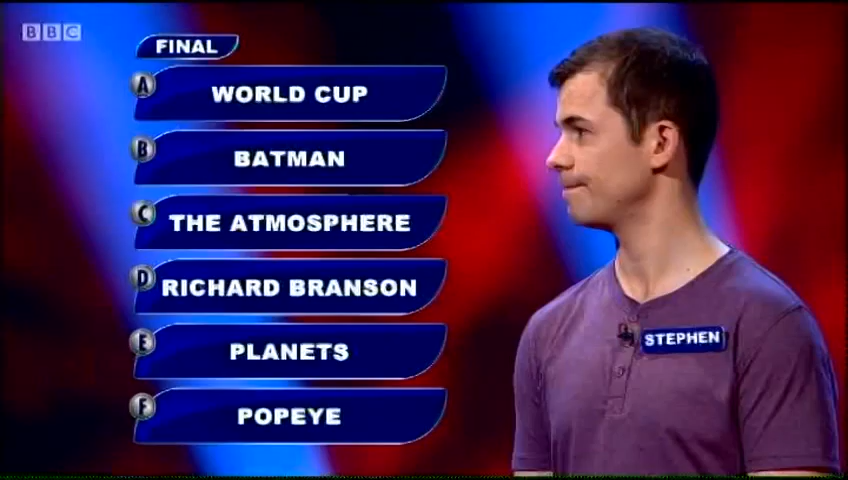 BBC
FINAL
A WORLD CUP
B BATMAN
C THE ATMOSPHERE
D RICHARD BRANSON
E PLANETS
F POPEYE
STEPHEN